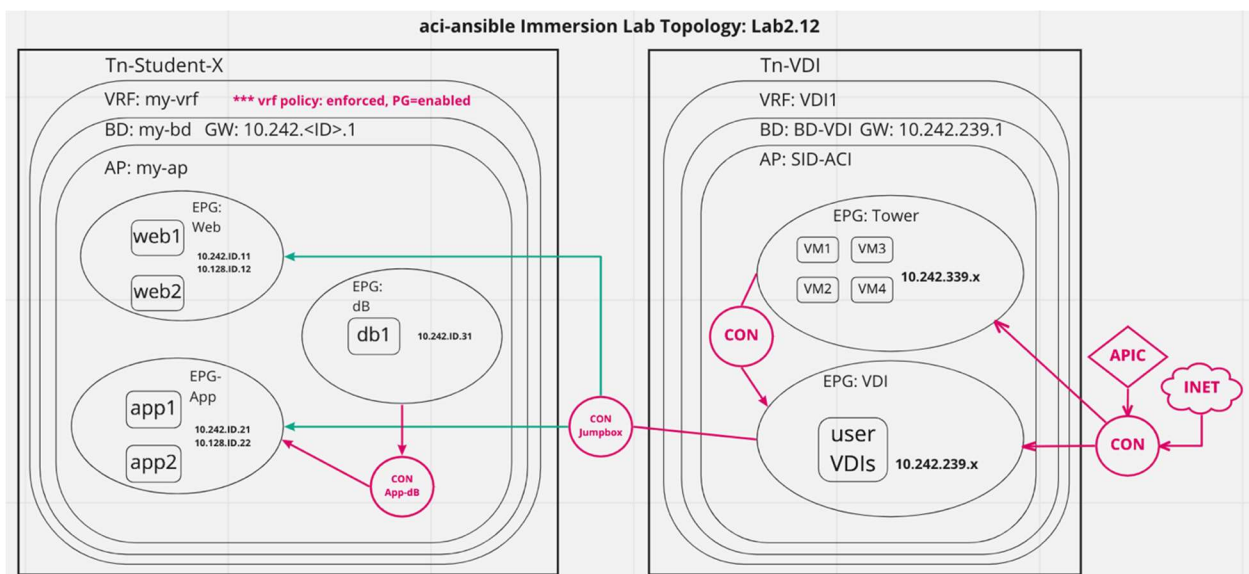 aci-ansible Immersion Lab Topology: Lab2.12
Tn-Student-X
VRF: my-vrf
*** vrf policy: enforced, PG=enabled
BD: my-bd GW: 10.242.<ID>.1
AP: my-ap
EPG:
Web
web1
web2
10.242.ID.11
10.128.ID.12
EPG:
dB
db1
10.242.ID.31
EPG-
App
app1
app2
10.242.ID.21
10.128.ID.22
CON
App-dB
CON
Jumpbox
Tn-VDI
VRF: VDI1
BD: BD-VDI GW: 10.242.239.1
AP: SID-ACI
EPG: Tower
VM1
VM3
VM2
VM4
10.242.339.x
CON
EPG: VDI
user
VDIs
10.242.239.x
APIC
INET
CON